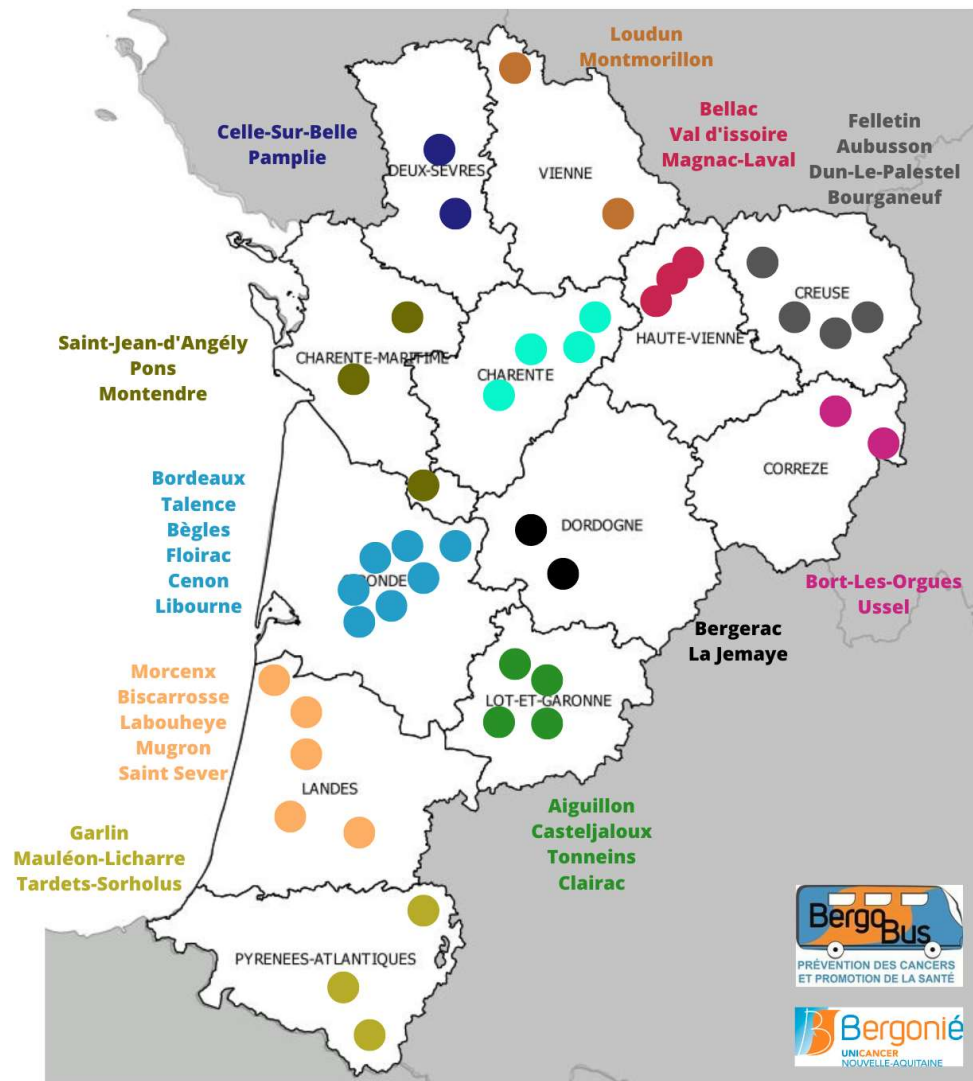 Loudun
Montmorillon
Celle-Sur-Belle
Pamplie
Bellac
Val d'issoire
Magnac-Laval
Felletin
Aubusson
Dun-Le-Palestel
Bourganeuf
DEUX-SEVRES
VIENNE
CREUSE
HAUTE-VIENNE
Saint-Jean-d'Angély
Pons
Montendre
CHARENTE-MARITIME
CHARENTE
CORREZE
Bordeaux
Talence
Bègles
Floirac
Cenon
Libourne
DORDOGNE
Bort-Les-Orgues
Ussel
Bergerac
La Jemaye
Morcenx
Biscarrosse
Labouheye
Mugron
Saint Sever
LOT-ET-GARONNE
LANDES
Aiguillon
Casteljaloux
Tonneins
Clairac
Garlin
Mauléon-Licharre
Tardets-Sorholus
PYRENEES-ATLANTIQUES
BergoBus
PRÉVENTION DES CANCERS
ET PROMOTION DE LA SANTÉ
Bergonié
UNICANCER
NOUVELLE-AQUITAINE